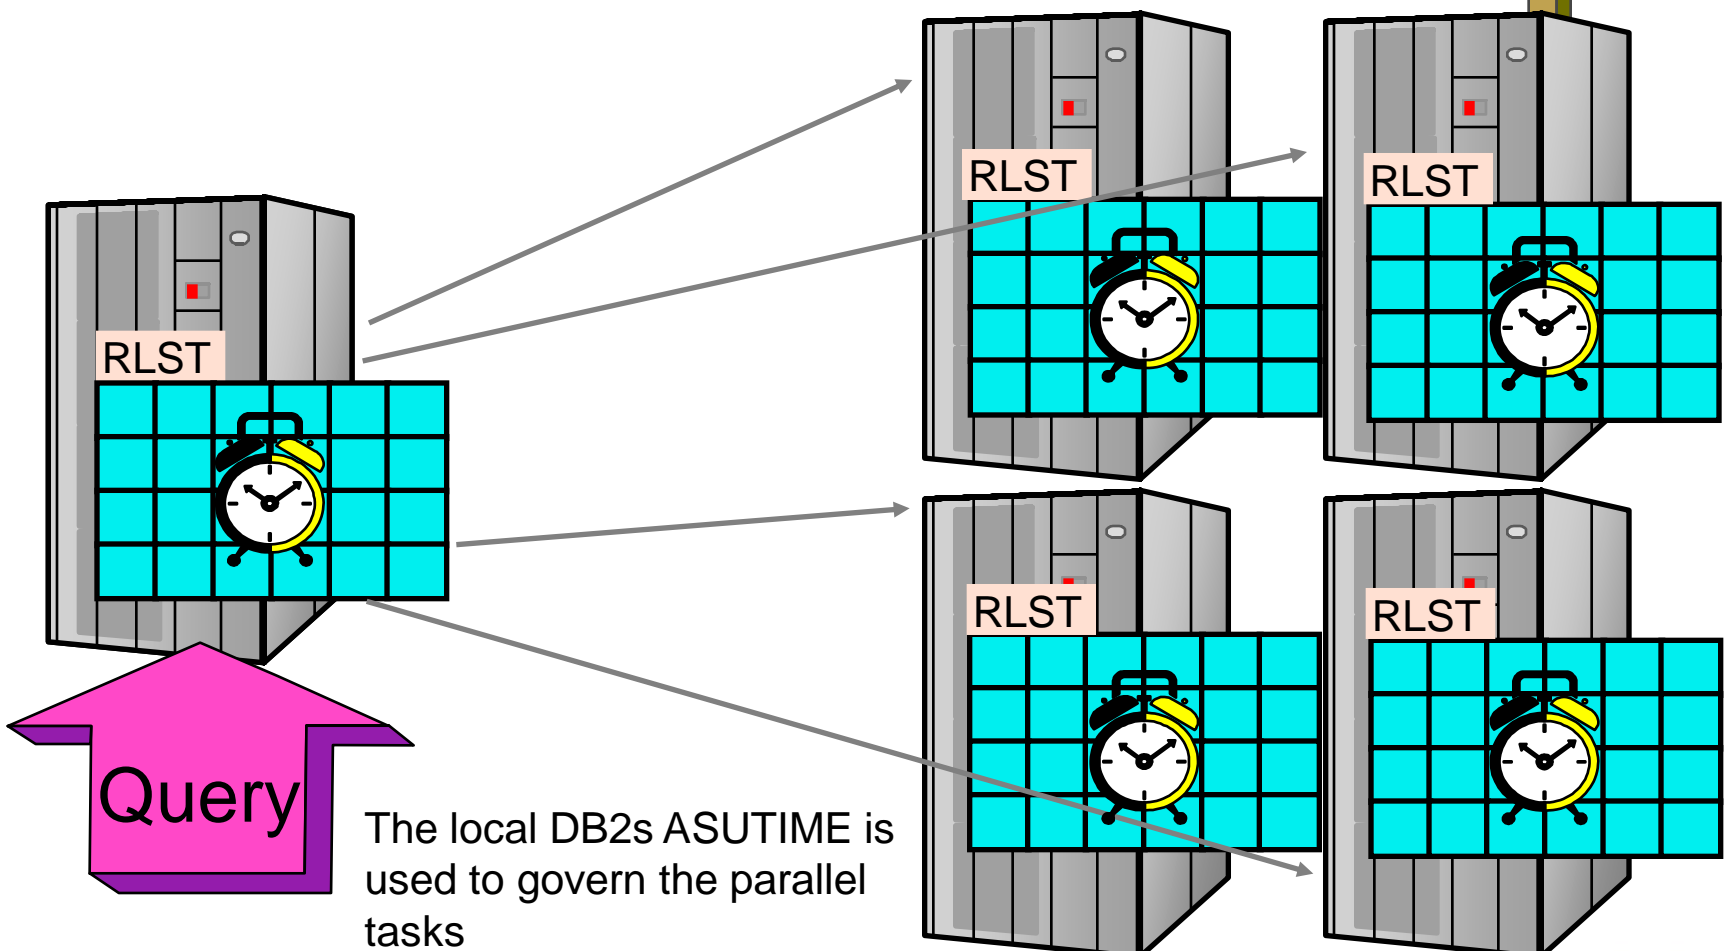 RLST
RLST
RLST
RLST
RLST
Query
The local DB2s ASUTIME is
used to govern the parallel
tasks